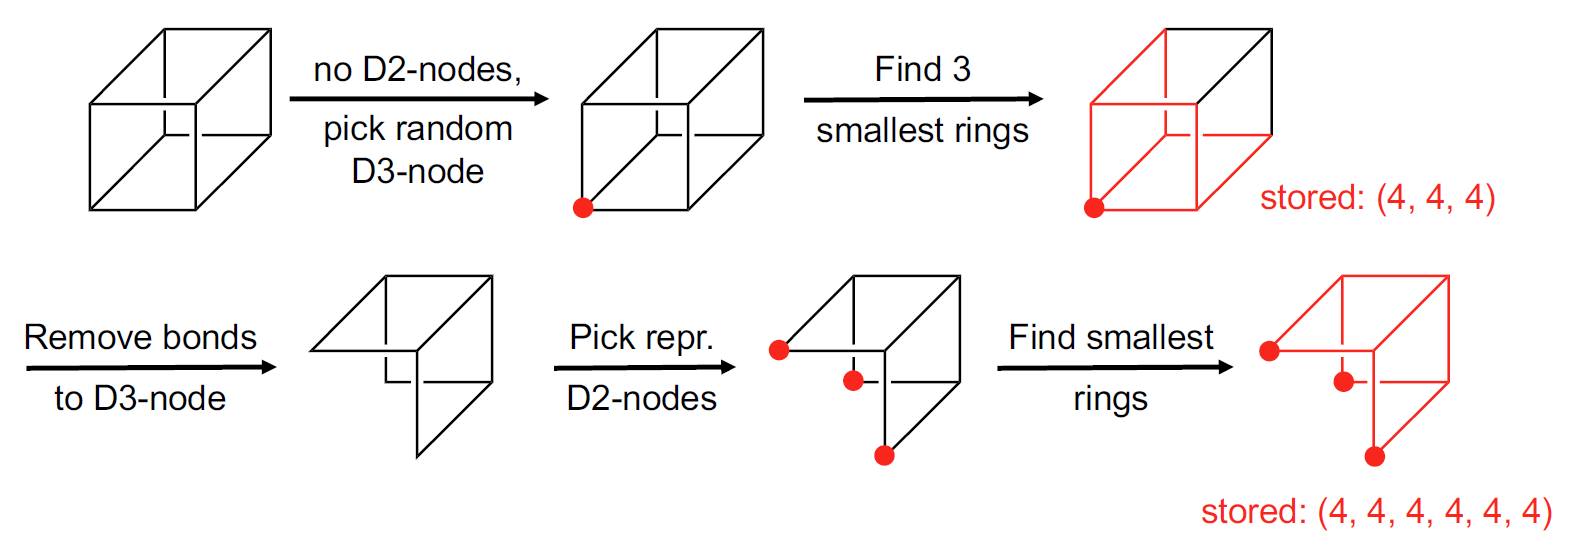 no D2-nodes,
pick random
D3-node
Find 3
smallest rings
stored: (4, 4, 4)
Remove bonds
to D3-node
Pick repr.
D2-nodes
Find smallest
rings
stored: (4, 4, 4, 4, 4, 4)